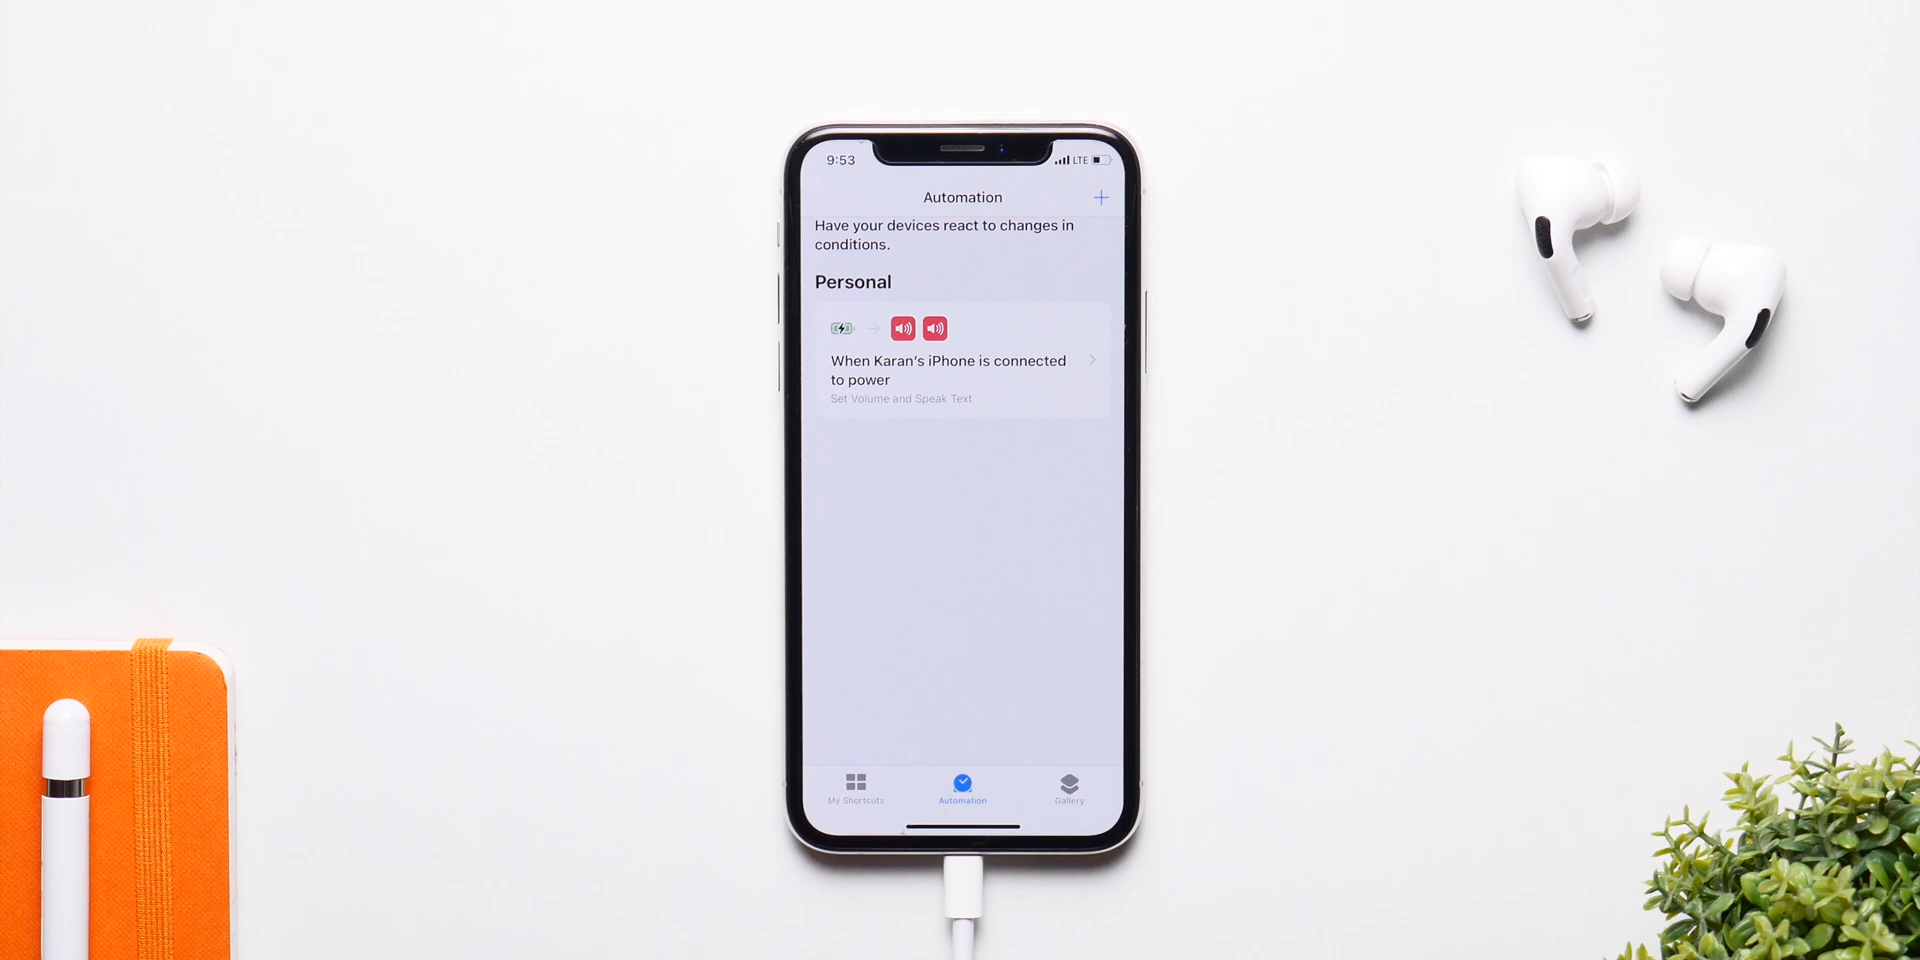 9:53
LTE
Automation
Have your devices react to changes in
conditions.
Personal
When Karan's iPhone is connected
to power
Set Volume and Speak Text
My Shortcuts
Automation
Gallery